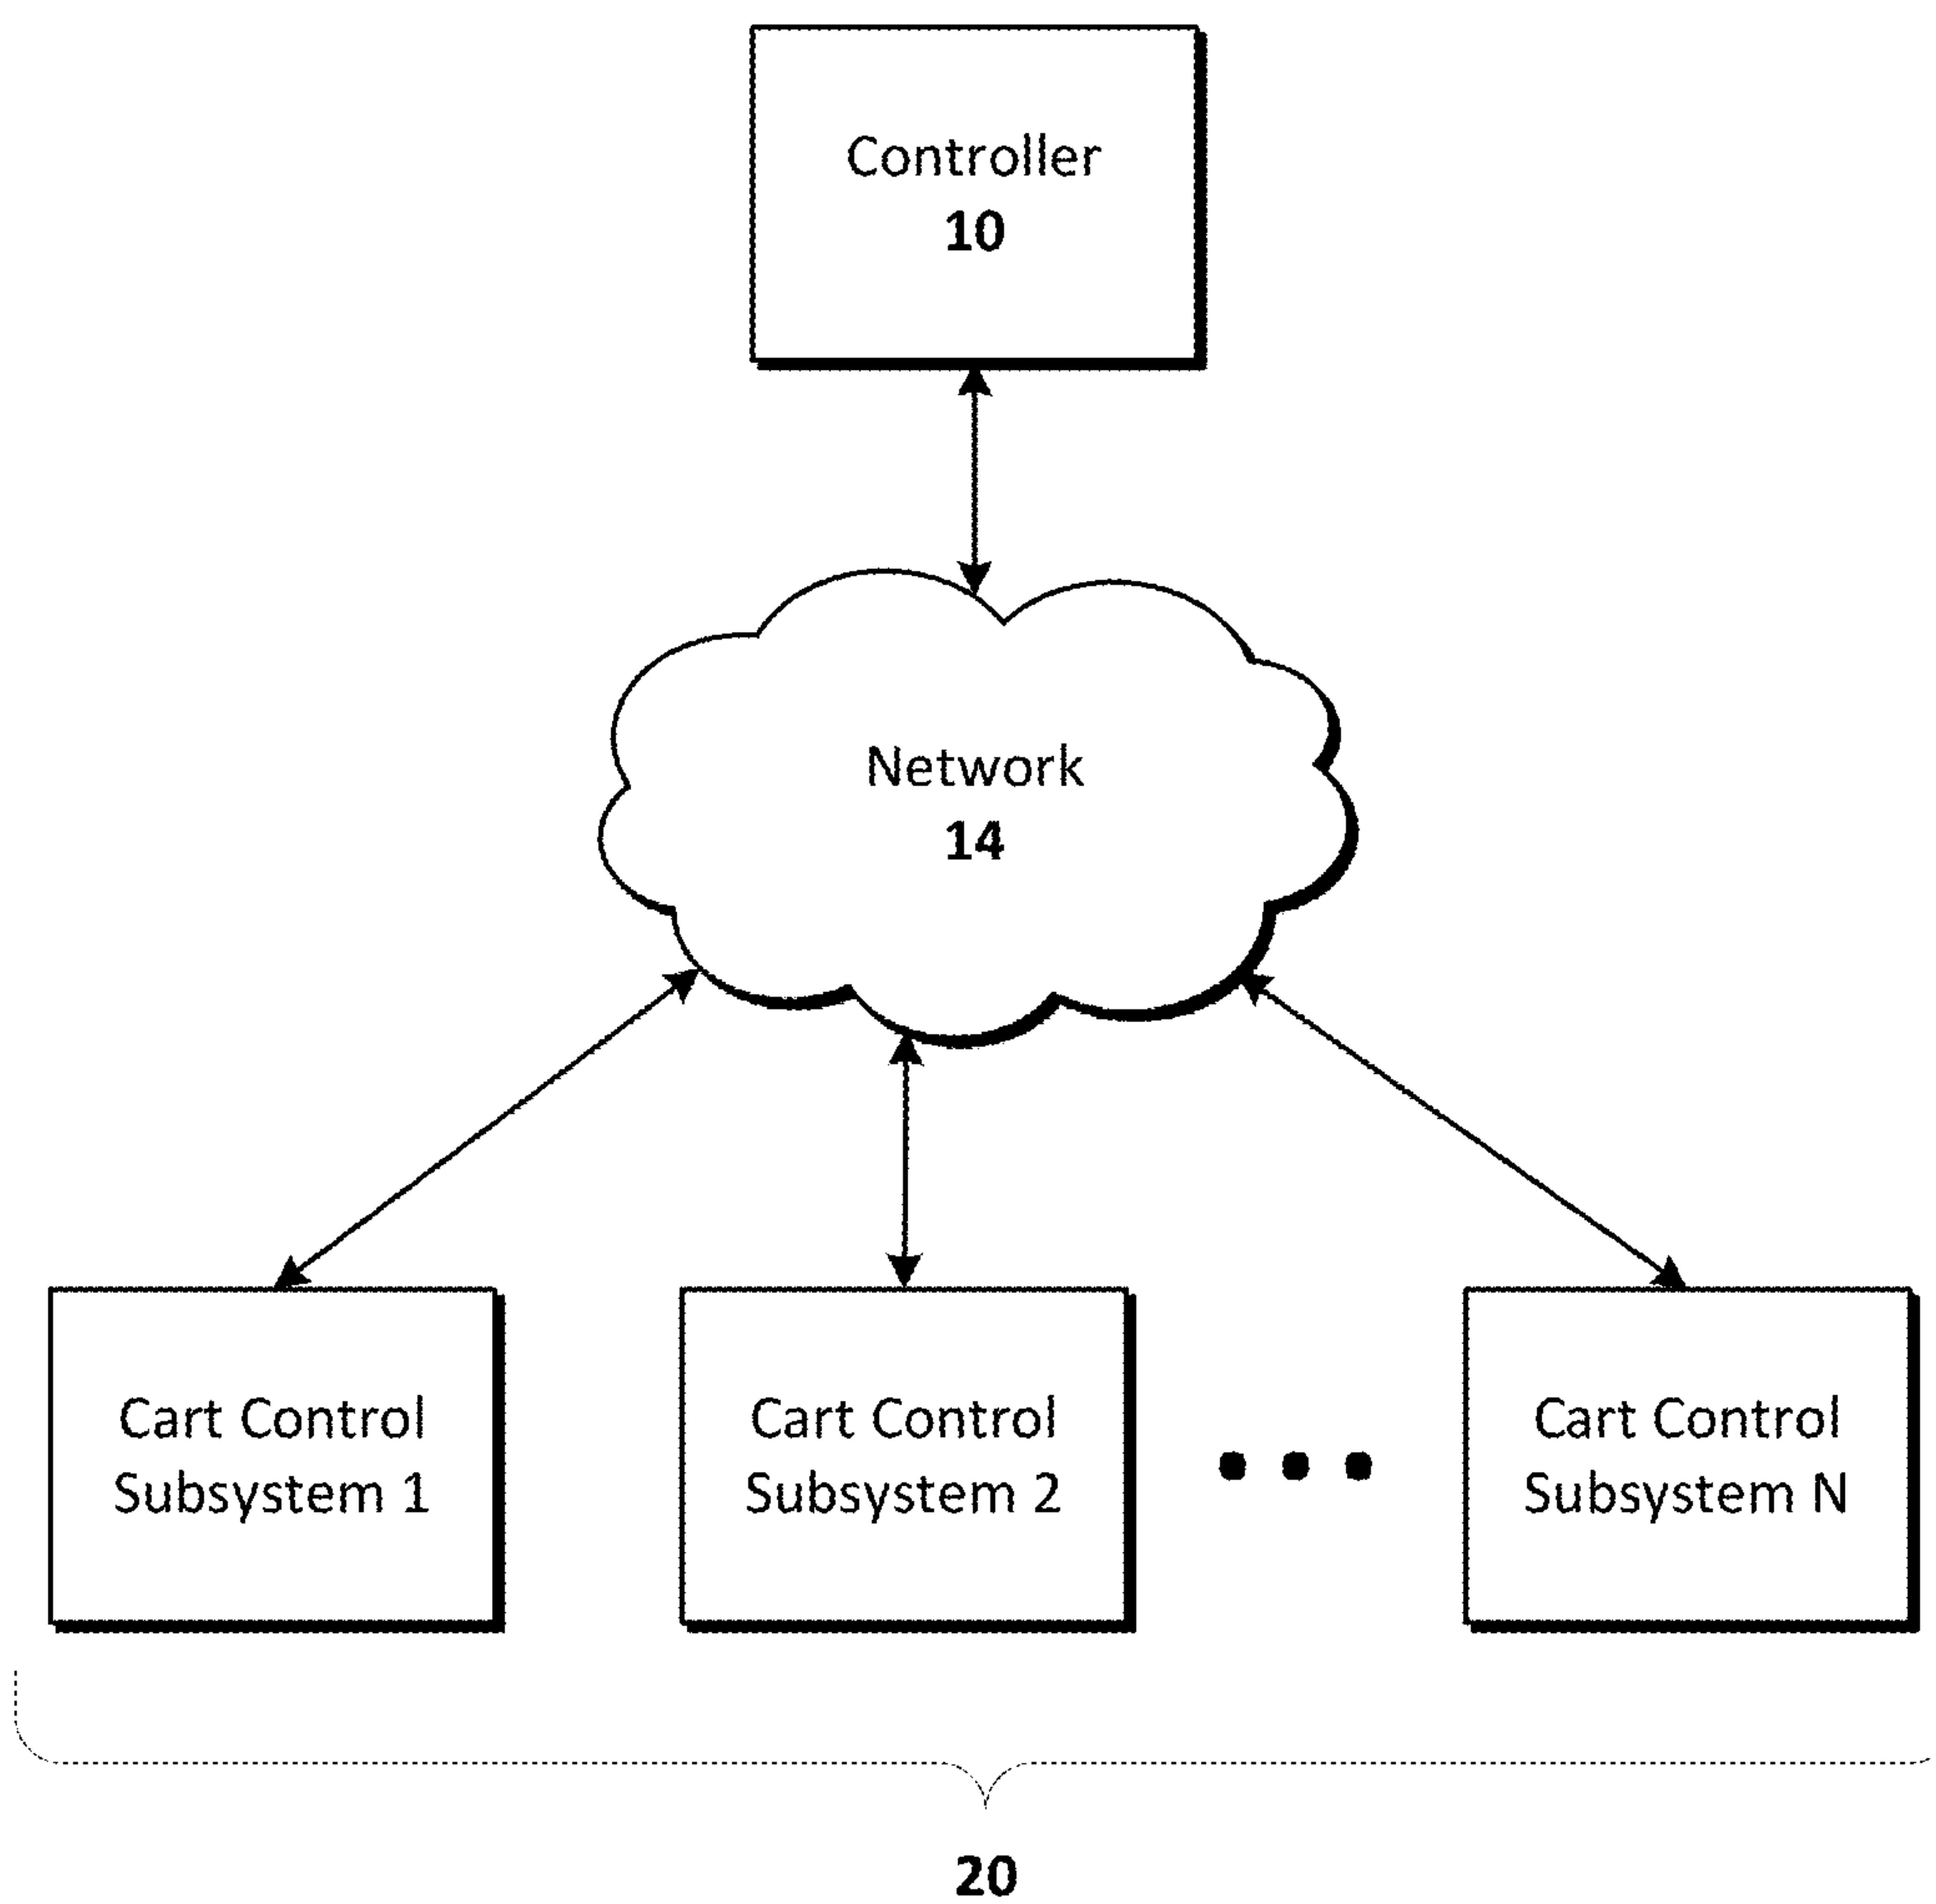 Controller
10
Network
14
Cart Control
Subsystem 1
Cart Control
Subsystem 2
Cart Control
Subsystem N
20